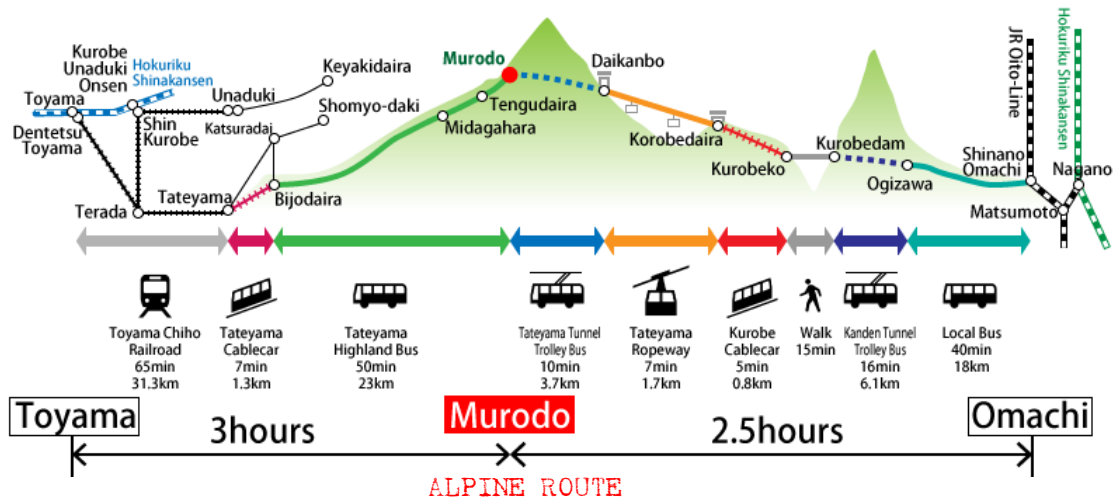 Kurobe
Unaduki
Onsen
Hokuriku
Shinakansen
Toyama
Dentetsu
Toyama
Shin
Kurobe
Unaduki
Katsuradai
Keyakidaira
Shomyo-daki
Terada
Tateyama
Bijodaira
Midagahara
Tengudaira
Murodo
Daikanbo
Korobedaira
Kurobeko
Kurobedam
Ogizawa
Shinano
Omachi
JR Oito-Line
Hokuriku Shinakansen
Nagano
Matsumoto
Toyama Chiho
Railroad
65min
31.3km
Tateyama
Cablecar
7min
1.3km
Tateyama
Highland Bus
50min
23km
Tateyama Tunnel
Trolley Bus
10min
3.7km
Tateyama
Ropeway
7min
1.7km
Kurobe
Cablecar
5min
0.8km
Walk
15min
Kanden Tunnel
Trolley Bus
16min
6.1km
Local Bus
40min
18km
Toyama
3hours
Murodo
2.5hours
Omachi
ALPINE ROUTE